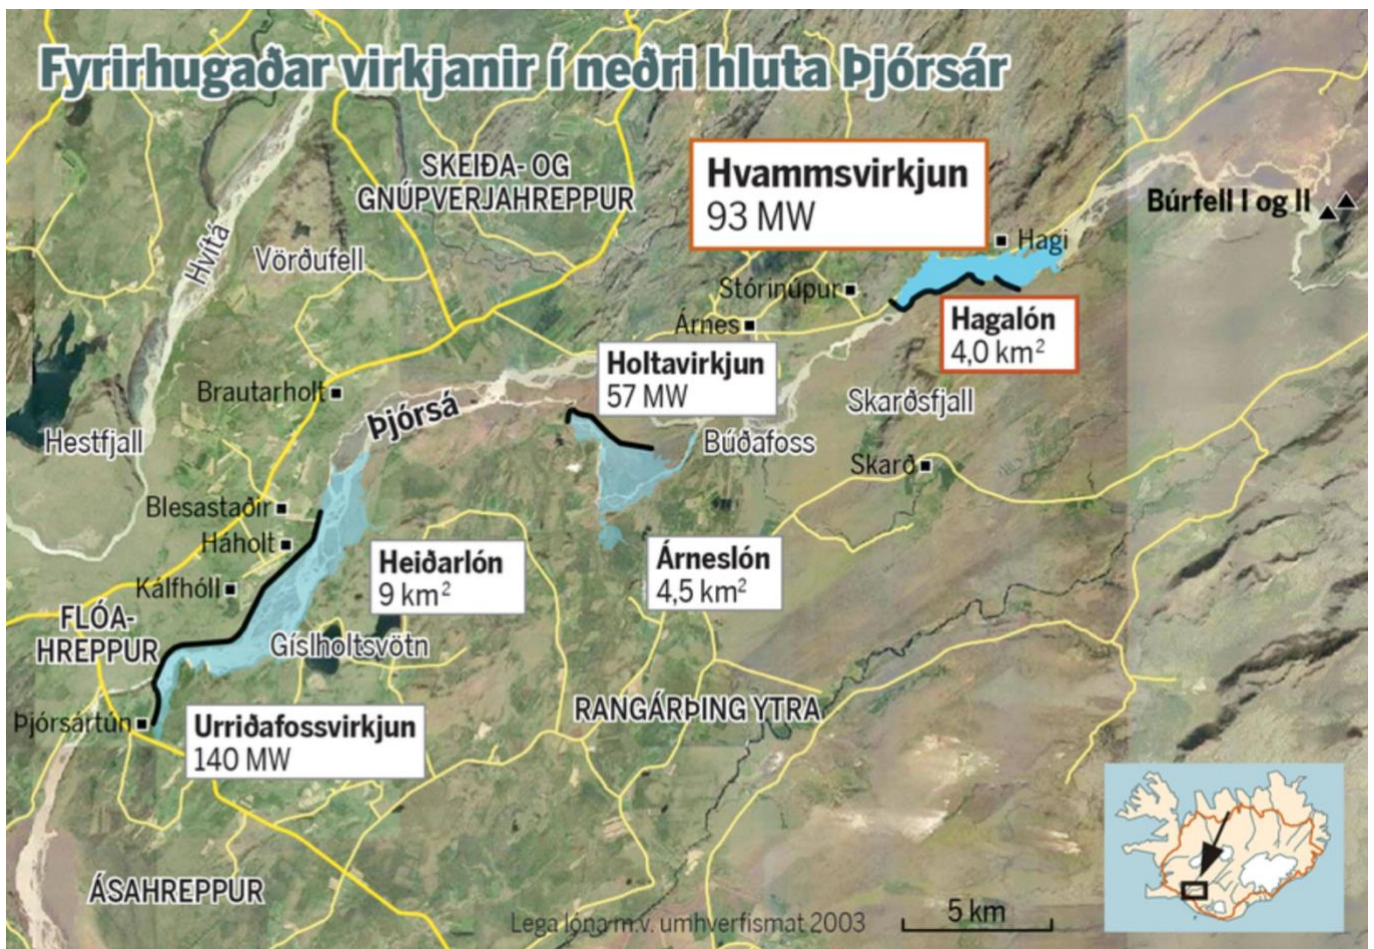 Fyrirhugaðar virkjanir í neðri hluta Þjórsár
SKEIÐA- OG
GNÚPVERJAHREPPUR
Hvammsvirkjun
93 MW
Búrfell I og II
Hvítá
Vörðufell
Hagi
Stórinúpur
Árnes
Hagalón
4,0 km²
Holtavirkjun
57 MW
Brautarholt
Þjórsá
Skarðsfjall
Hestfjall
Búðafoss
Skarð
Blesastaðir
Háholt
Heiðarlón
9 km²
Árneslón
4,5 km²
Kálfhóll
FLÓA-
HREPPUR
Gíslholtsvötn
Þjórsártún
Urriðafossvirkjun
140 MW
RANGÁRÞING YTRA
ÁSAHREPPUR
Lega lóna m.v. umhverfismat 2003
5 km